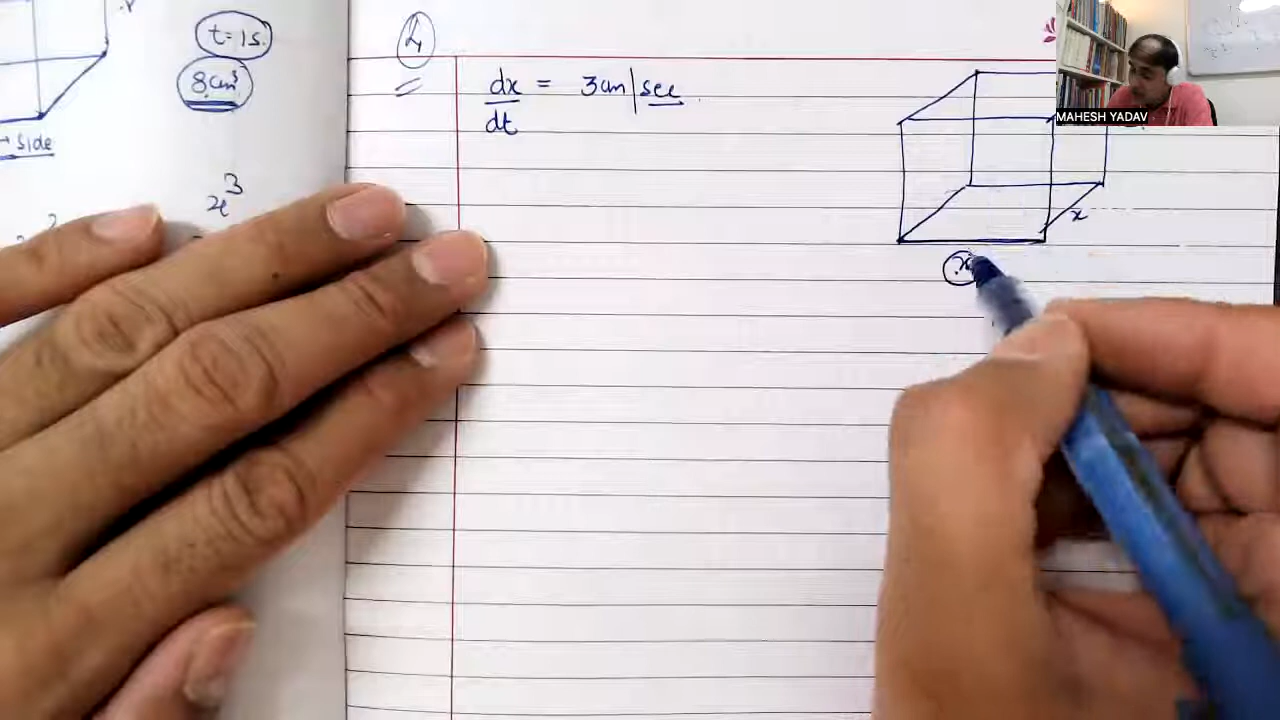 t=1s.
8cm³
→ side
x³
4
= dx/dt = 3cm|sec
x
x
MAHESH YADAV